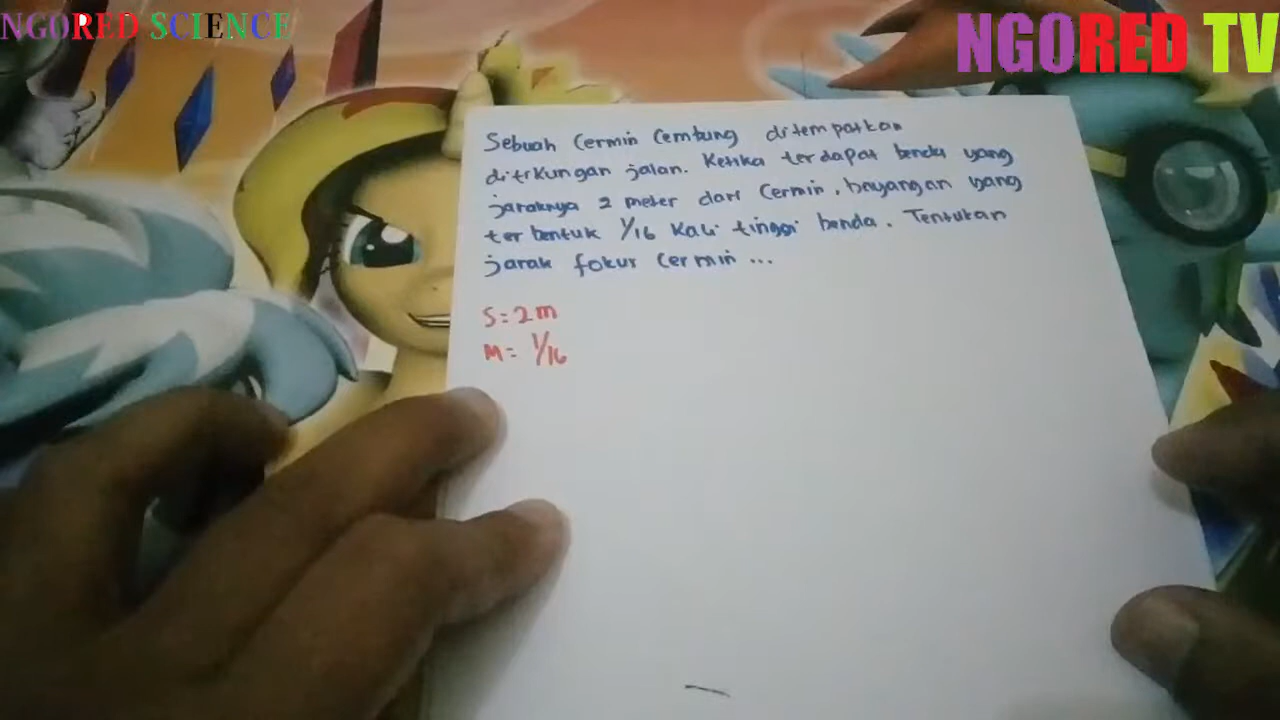 NGORED SCIENCE
NGORED TV
Sebuah Cermin Cembung ditempatkan
ditikungan jalan. Ketika terdapat benda yang
jaraknya 2 meter dari Cermin, bayangan yang
terbentuk 1/16 kali tinggi benda. Tentukan
jarak fokus Cermin ...
S = 2 m
M = 1/16